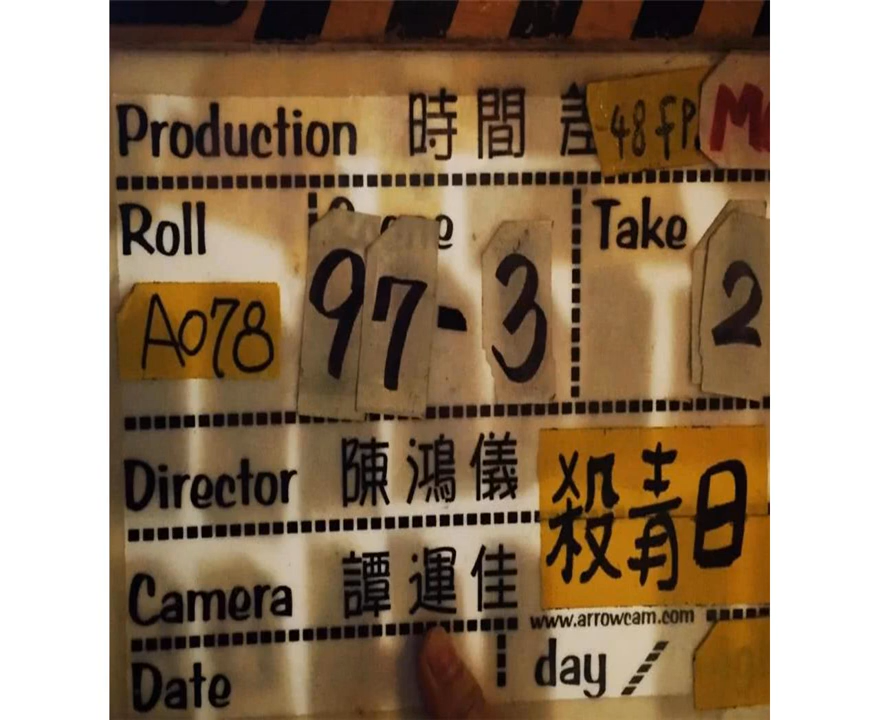 Production 時間差 48 FP
Roll Take
A078 97-3 2
Director 陳鴻儀
殺青日
Camera 譚運佳
www.arrowcam.com
Date day /